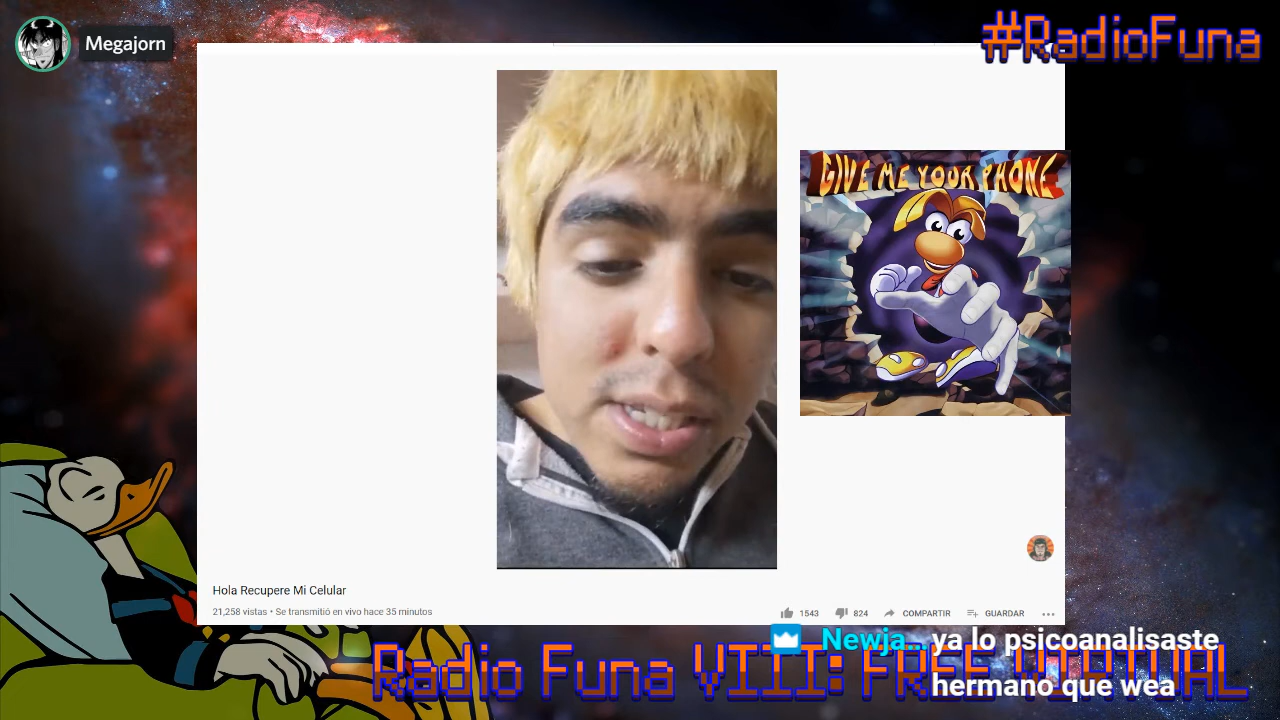 Megajorn
#RadioFuna
GIVE ME YOUR PHONE
Hola Recupere Mi Celular
21,258 vistas • Se transmitió en vivo hace 35 minutos
1543
824
COMPARTIR
GUARDAR
Newja... ya lo psicoanalisaste
hermano que wea
Radio Funa VIII: FREE VIRTUAL